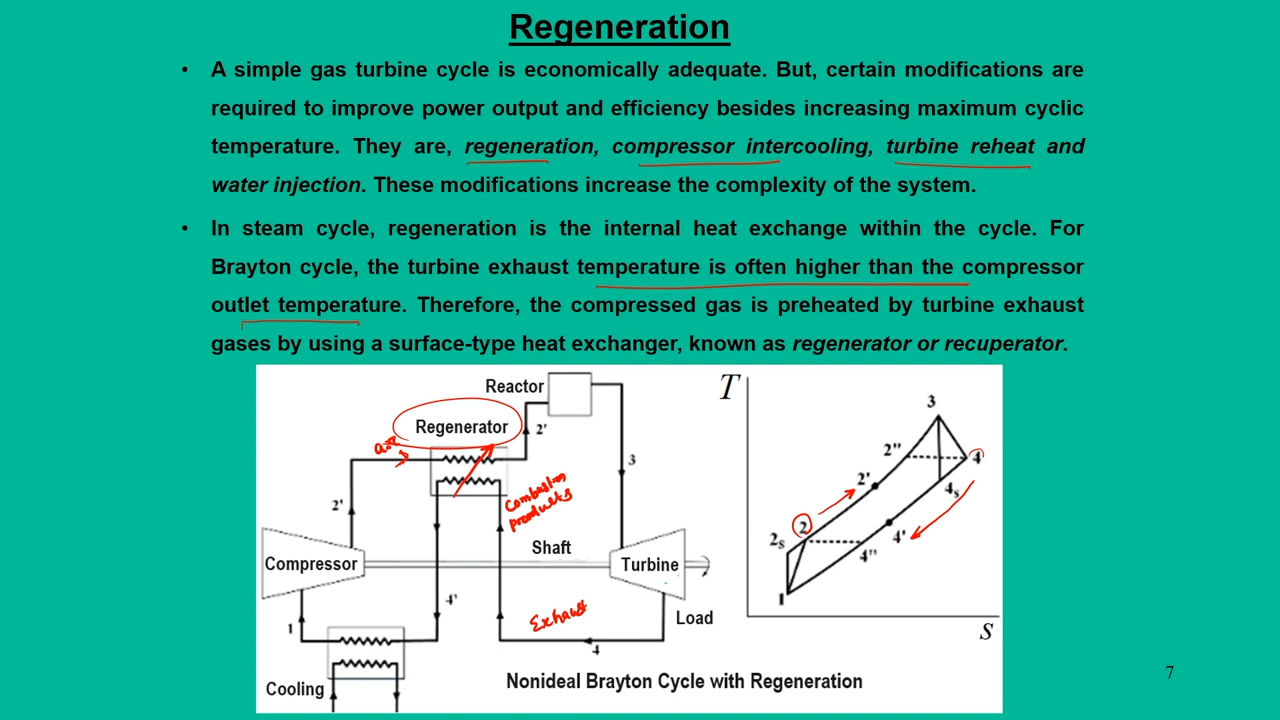 Regeneration
• A simple gas turbine cycle is economically adequate. But, certain modifications are
required to improve power output and efficiency besides increasing maximum cyclic
temperature. They are, regeneration, compressor intercooling, turbine reheat and
water injection. These modifications increase the complexity of the system.
• In steam cycle, regeneration is the internal heat exchange within the cycle. For
Brayton cycle, the turbine exhaust temperature is often higher than the compressor
outlet temperature. Therefore, the compressed gas is preheated by turbine exhaust
gases by using a surface-type heat exchanger, known as regenerator or recuperator.
Reactor
Regenerator
2'
air
3
2'
Combustion
products
Shaft
Compressor
Turbine
4'
Exhaust
1
Load
4
Cooling
Nonideal Brayton Cycle with Regeneration
T
3
2"
4
2'
4s
2
2s
4'
4"
1
s
7